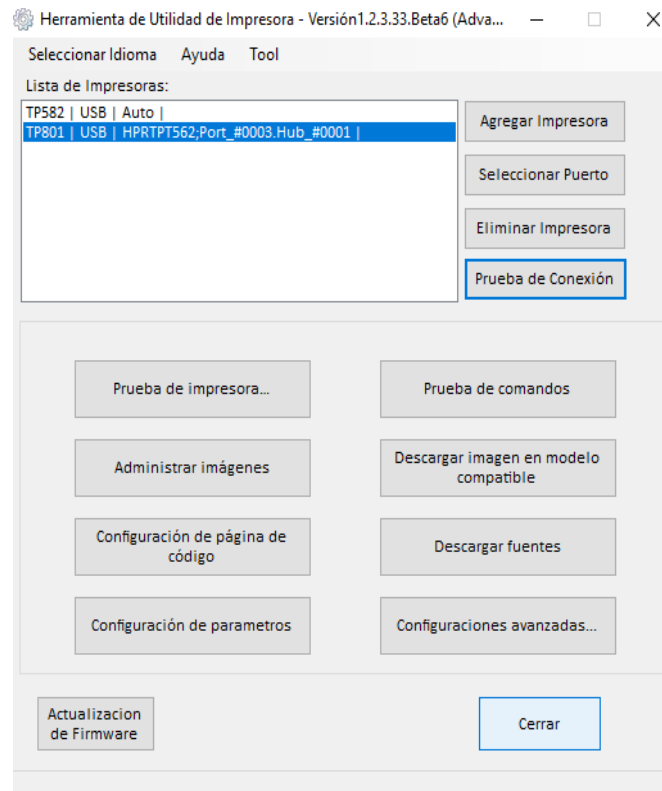 Herramienta de Utilidad de Impresora - Versión1.2.3.33.Beta6 (Adva...
Seleccionar Idioma Ayuda Tool
Lista de Impresoras:
TP582 | USB | Auto |
TP801 | USB | HPRTPT562;Port_#0003.Hub_#0001 |
Agregar Impresora
Seleccionar Puerto
Eliminar Impresora
Prueba de Conexión
Prueba de impresora...
Prueba de comandos
Administrar imágenes
Descargar imagen en modelo
compatible
Configuración de página de
código
Descargar fuentes
Configuración de parametros
Configuraciones avanzadas...
Actualizacion
de Firmware
Cerrar